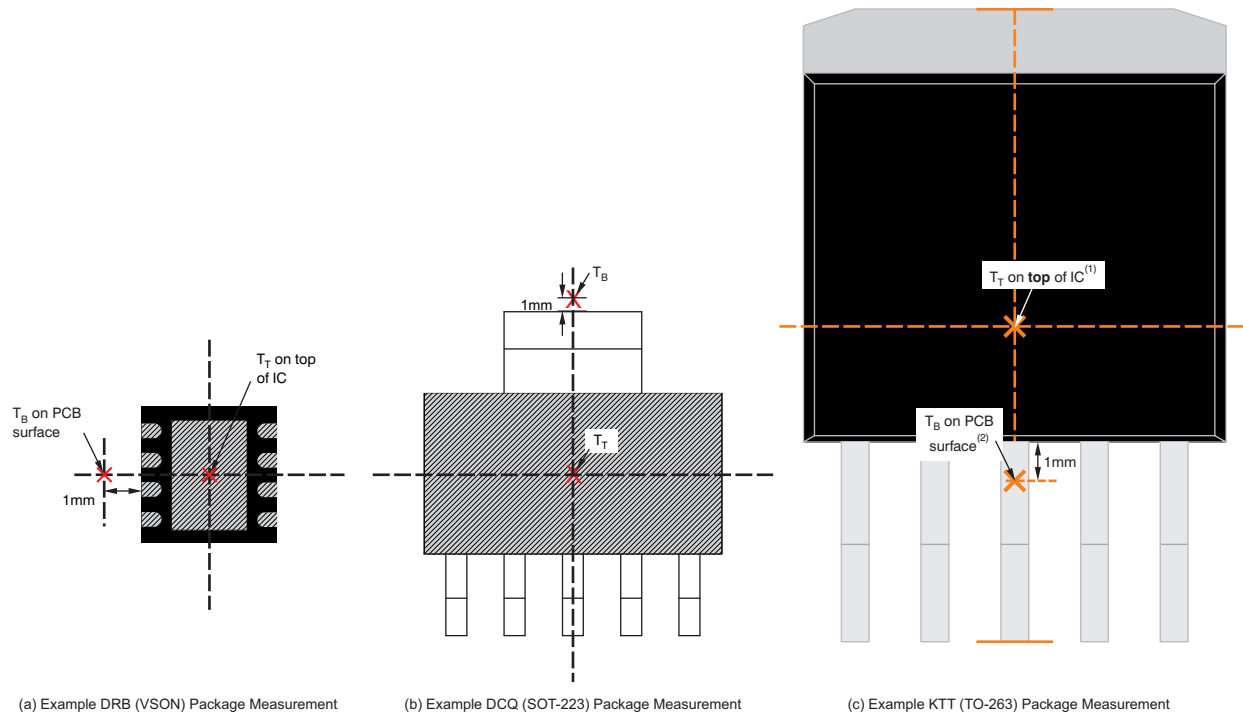 T_T on top
of IC
T_B on PCB
surface
1mm
(a) Example DRB (VSON) Package Measurement
T_B
1mm
T_T
(b) Example DCQ (SOT-223) Package Measurement
T_T on top of IC(1)
T_B on PCB
surface(2)
1mm
(c) Example KTT (TO-263) Package Measurement